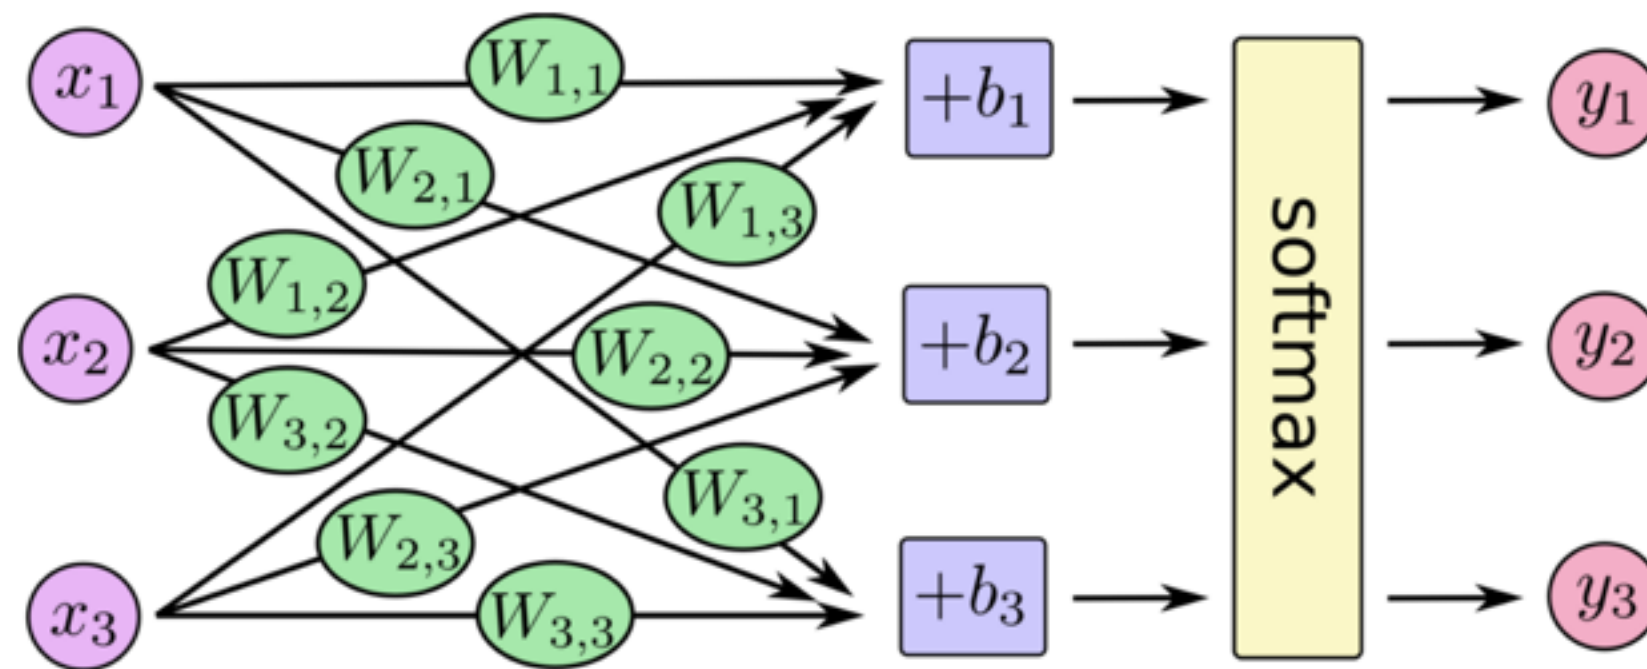 x1 W1,1 +b1 y1
W2,1
W1,3
W1,2
x2 W2,2 +b2 softmax y2
W3,2
W3,1
W2,3
x3 W3,3 +b3 y3